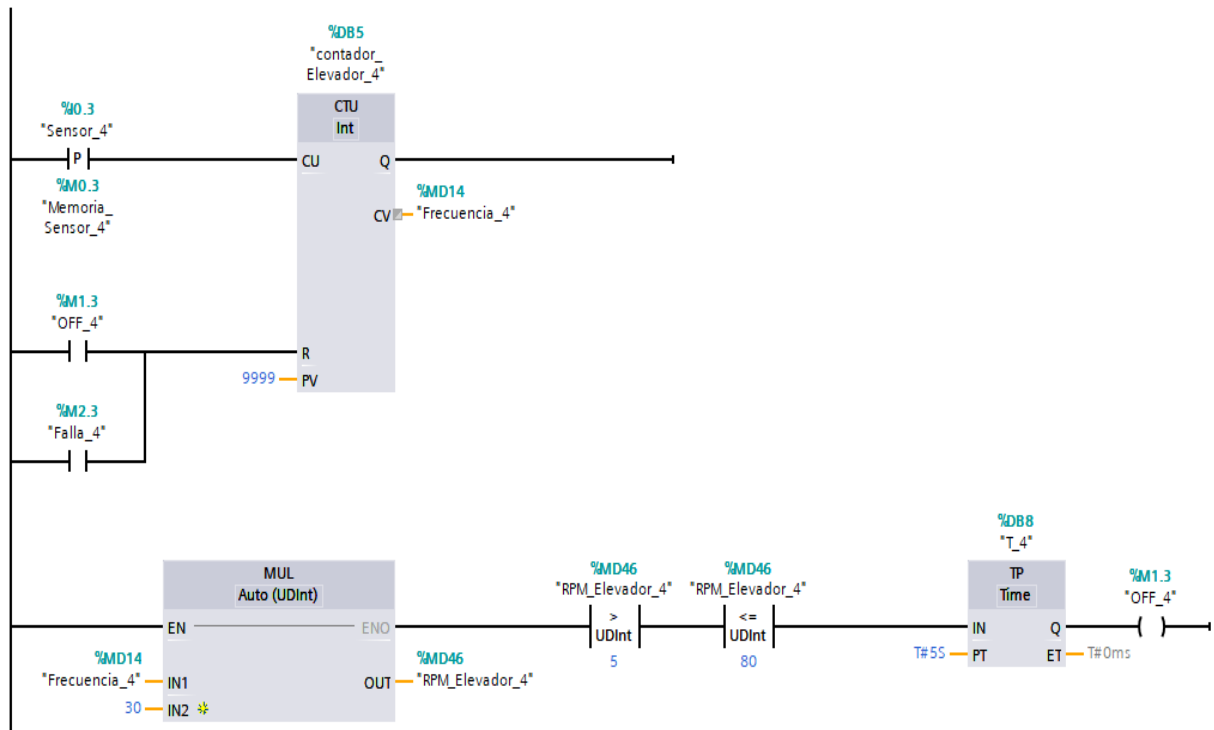 %DB5
"contador_
Elevador_4"
CTU
Int
%I0.3
"Sensor_4"
P
CU
Q
%M0.3
"Memoria_
Sensor_4"
%MD14
CV
"Frecuencia_4"
%M1.3
"OFF_4"
R
9999
PV
%M2.3
"Falla_4"
%DB8
"T_4"
MUL
Auto (UDInt)
%MD46
"RPM_Elevador_4"
>
UDInt
5
%MD46
"RPM_Elevador_4"
<=
UDInt
80
TP
Time
%M1.3
"OFF_4"
EN
ENO
IN
Q
T#5S
PT
ET
T#0ms
%MD14
"Frecuencia_4"
IN1
%MD46
OUT
"RPM_Elevador_4"
30
IN2